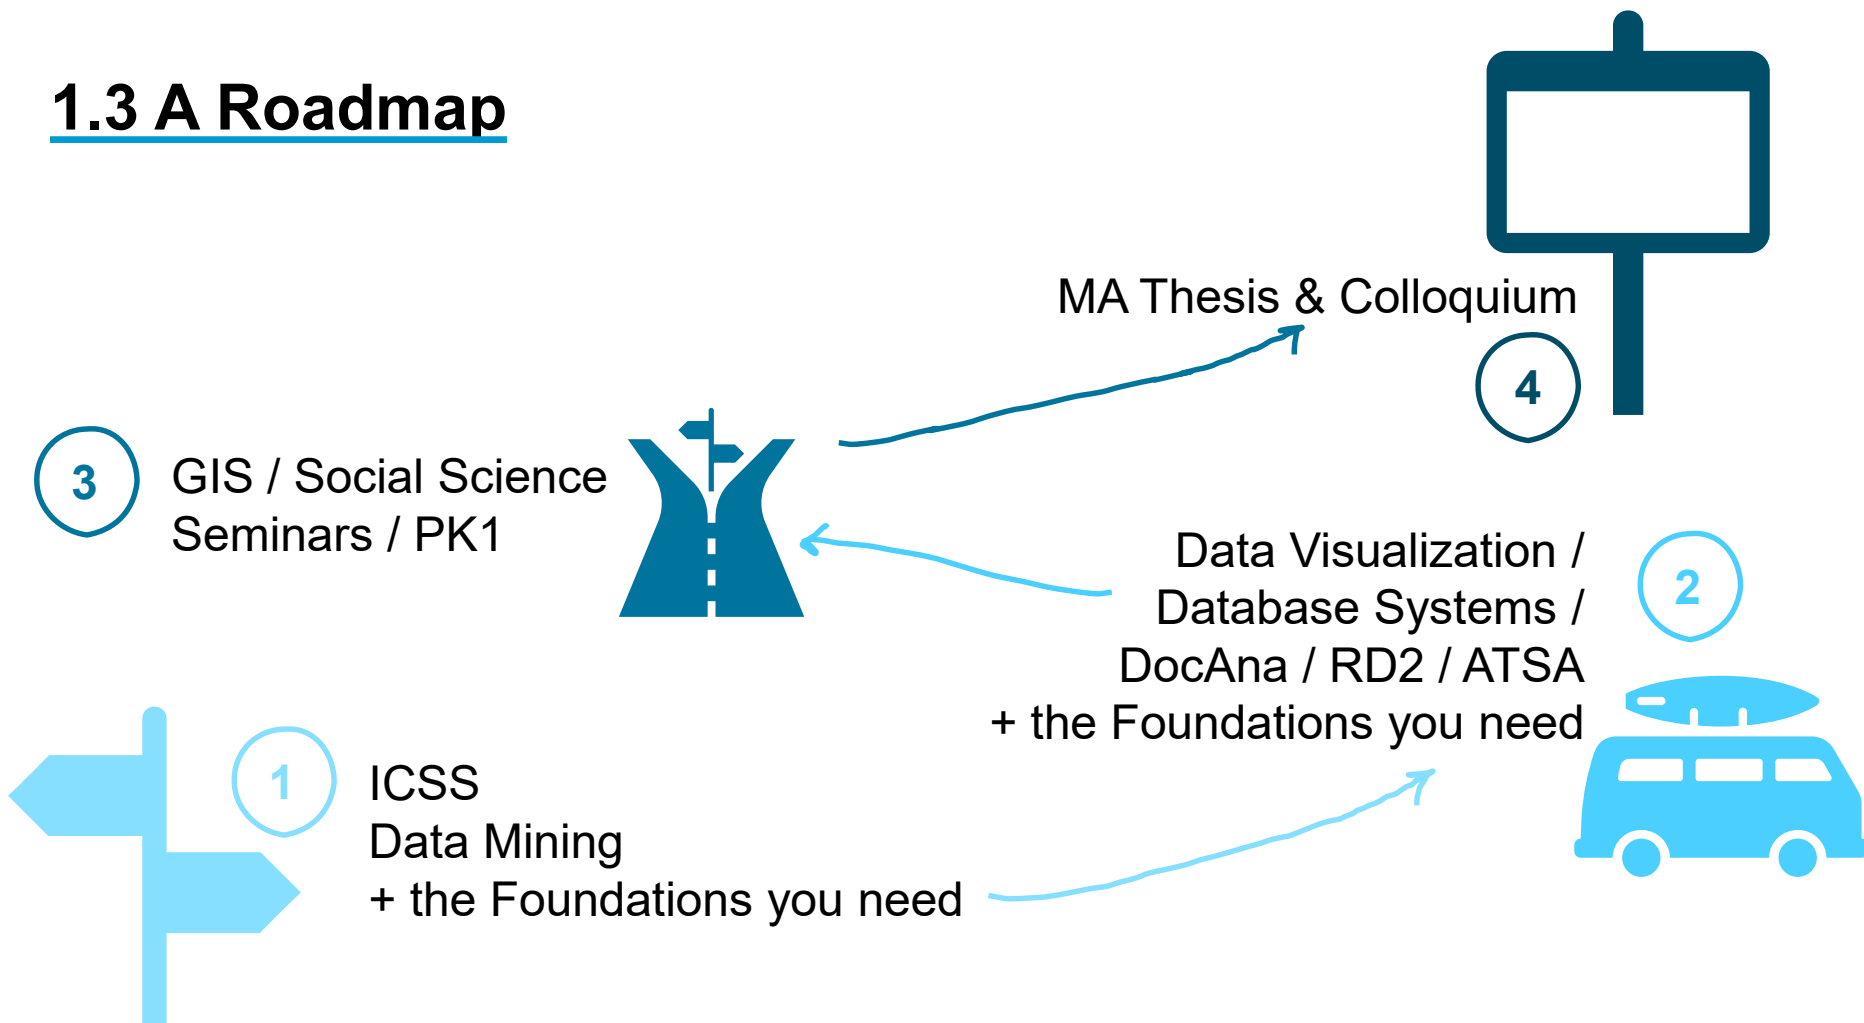 1.3 A Roadmap
MA Thesis & Colloquium
4
3
GIS / Social Science
Seminars / PK1
Data Visualization /
Database Systems /
DocAna / RD2 / ATSA
+ the Foundations you need
2
1
ICSS
Data Mining
+ the Foundations you need